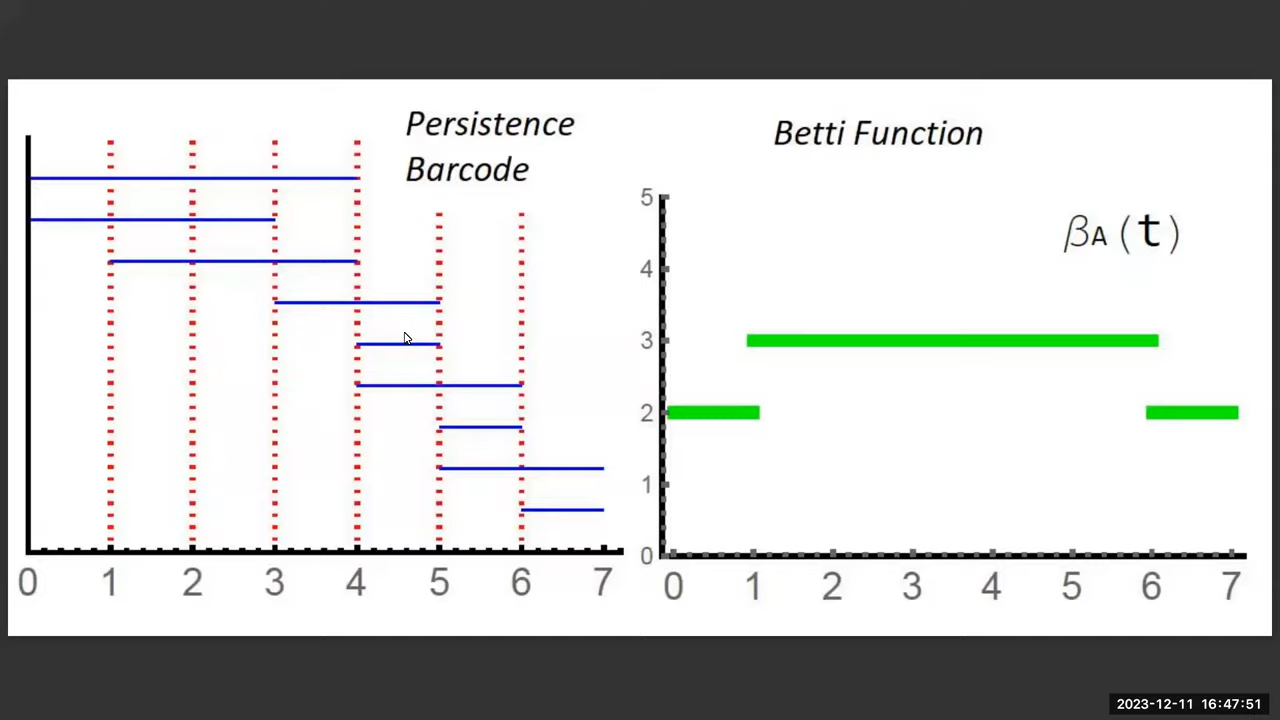 Persistence
Barcode
0 1 2 3 4 5 6 7
Betti Function
βA(t)
5
4
3
2
1
0
0 1 2 3 4 5 6 7
2023-12-11 16:47:51